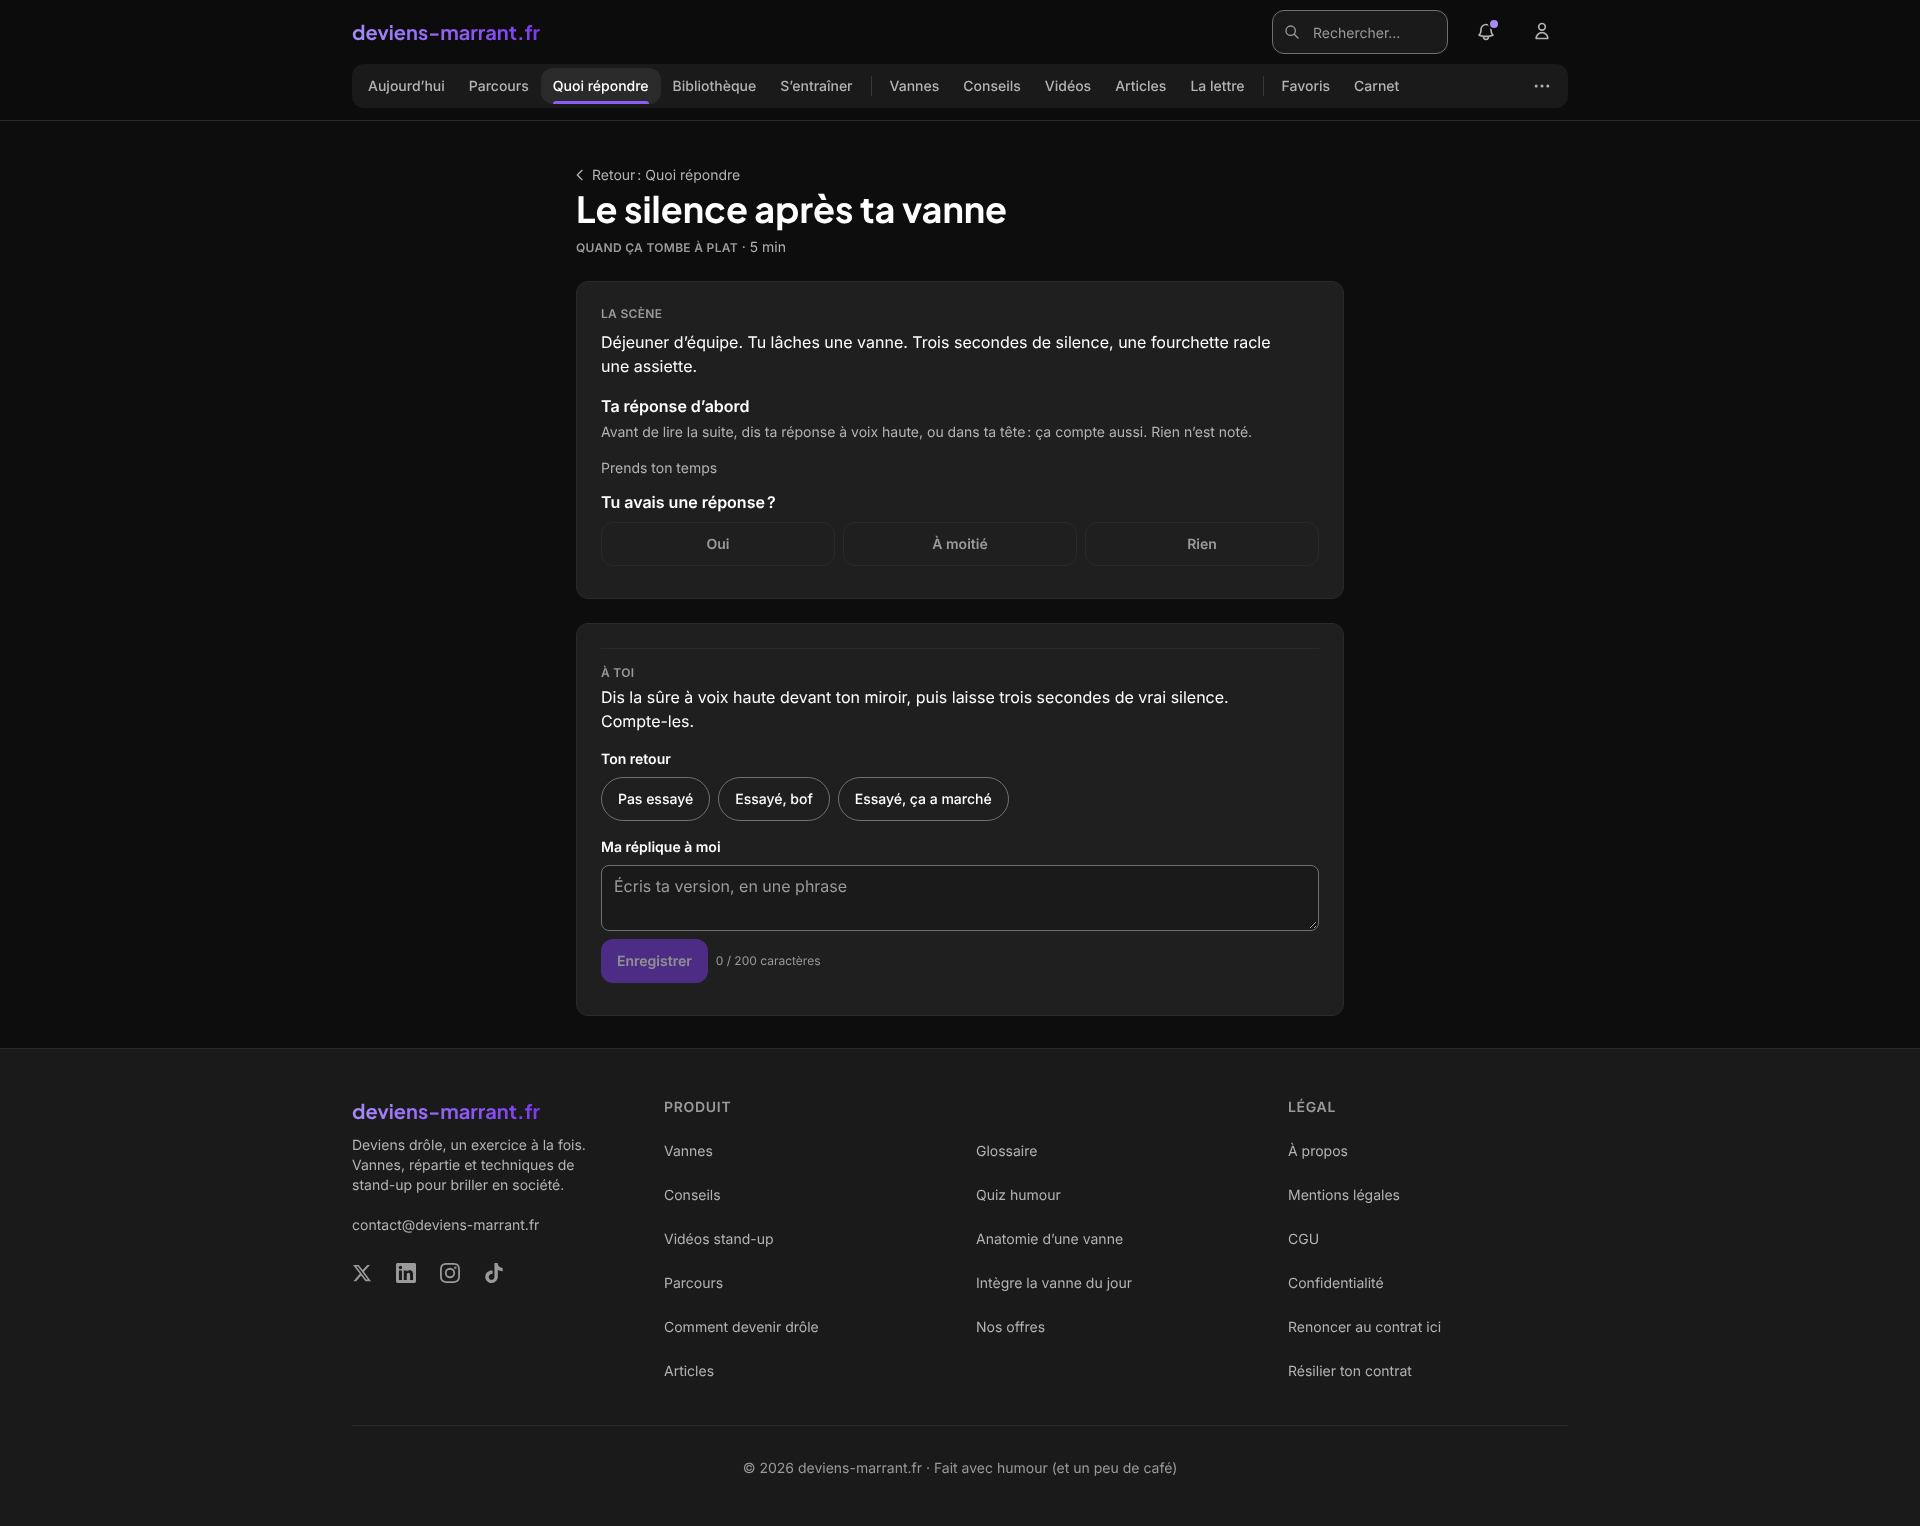 deviens-marrant.fr
Rechercher...
Aujourd’hui
Parcours
Quoi répondre
Bibliothèque
S’entraîner
Vannes
Conseils
Vidéos
Articles
La lettre
Favoris
Carnet
Retour : Quoi répondre
Le silence après ta vanne
QUAND ÇA TOMBE À PLAT · 5 min
LA SCÈNE
Déjeuner d’équipe. Tu lâches une vanne. Trois secondes de silence, une fourchette racle
une assiette.
Ta réponse d’abord
Avant de lire la suite, dis ta réponse à voix haute, ou dans ta tête : ça compte aussi. Rien n’est noté.
Prends ton temps
Tu avais une réponse ?
Oui
À moitié
Rien
À TOI
Dis la sûre à voix haute devant ton miroir, puis laisse trois secondes de vrai silence.
Compte-les.
Ton retour
Pas essayé
Essayé, bof
Essayé, ça a marché
Ma réplique à moi
Écris ta version, en une phrase
Enregistrer
0 / 200 caractères
deviens-marrant.fr
Deviens drôle, un exercice à la fois.
Vannes, répartie et techniques de
stand-up pour briller en société.
contact@deviens-marrant.fr
PRODUIT
Vannes
Conseils
Vidéos stand-up
Parcours
Comment devenir drôle
Articles
Glossaire
Quiz humour
Anatomie d’une vanne
Intègre la vanne du jour
Nos offres
LÉGAL
À propos
Mentions légales
CGU
Confidentialité
Renoncer au contrat ici
Résilier ton contrat
© 2026 deviens-marrant.fr · Fait avec humour (et un peu de café)